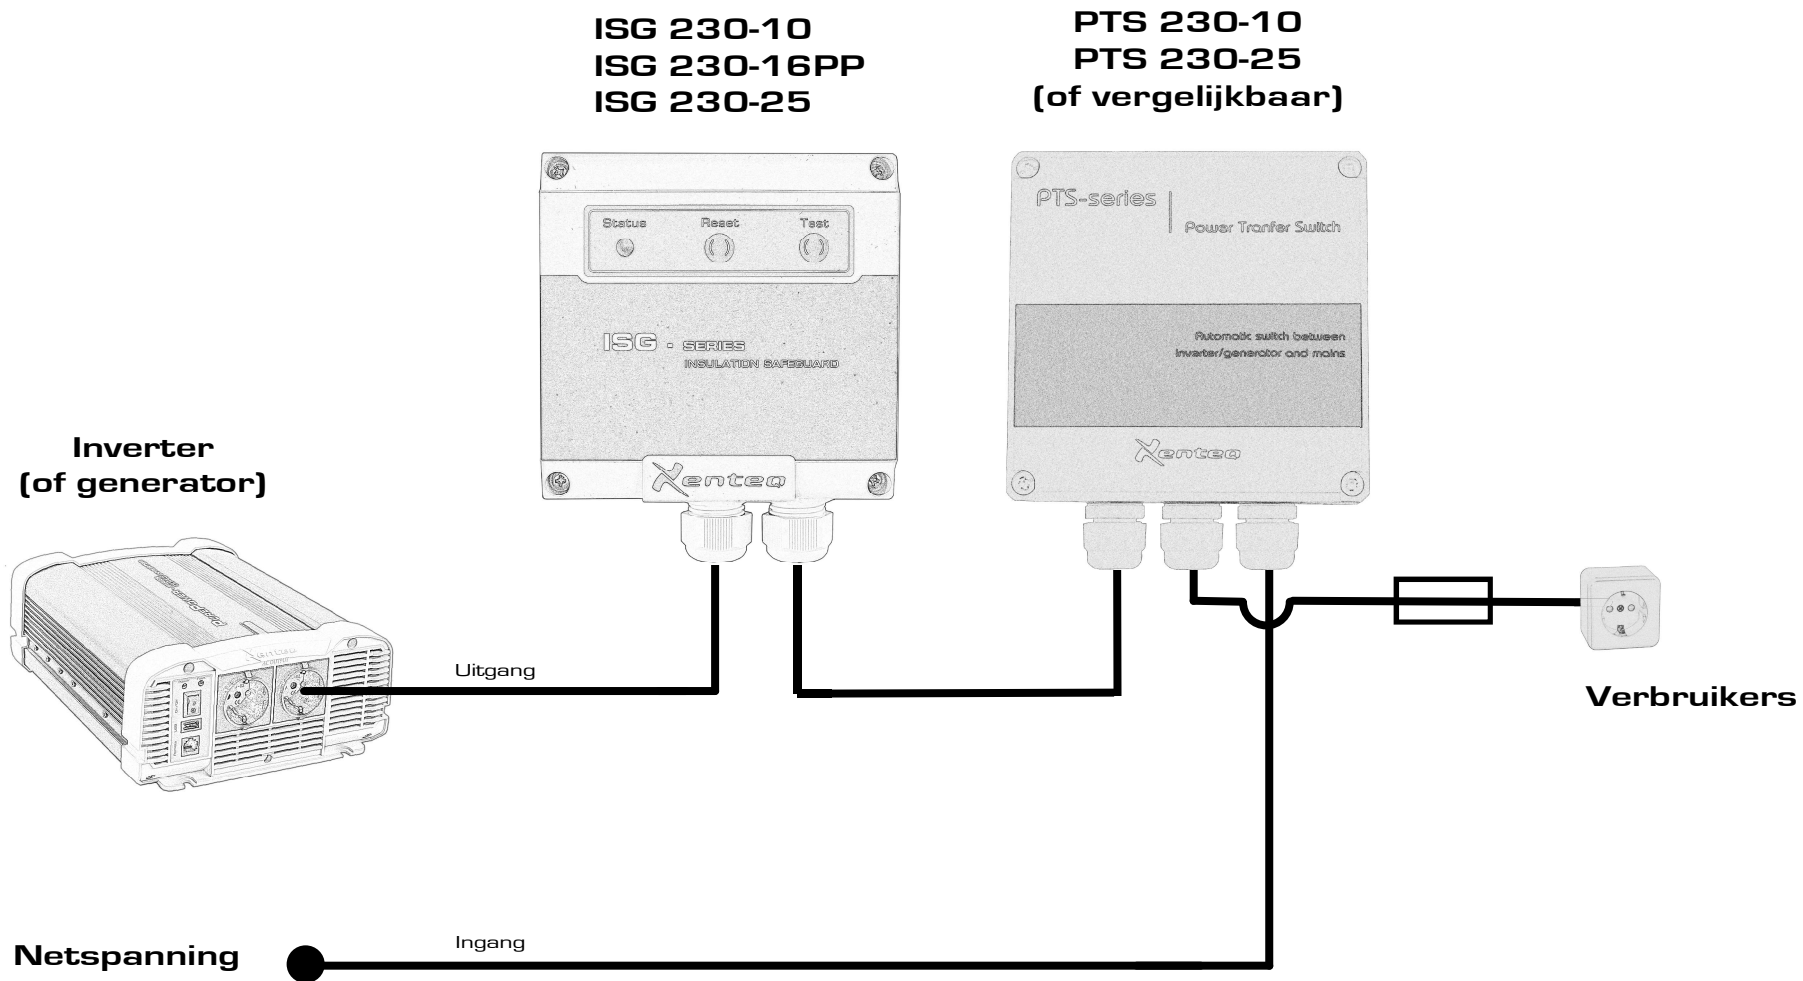 ISG 230-10
ISG 230-16PP
ISG 230-25
PTS 230-10
PTS 230-25
(of vergelijkbaar)
Status Reset Test
ISG - SERIES
INSULATION SAFEGUARD
Xenteq
PTS-series
Power Tranfer Switch
Automatic switch between
inverter/generator and mains
Xenteq
Inverter
(of generator)
Xenteq
Uitgang
Verbruikers
Netspanning
Ingang